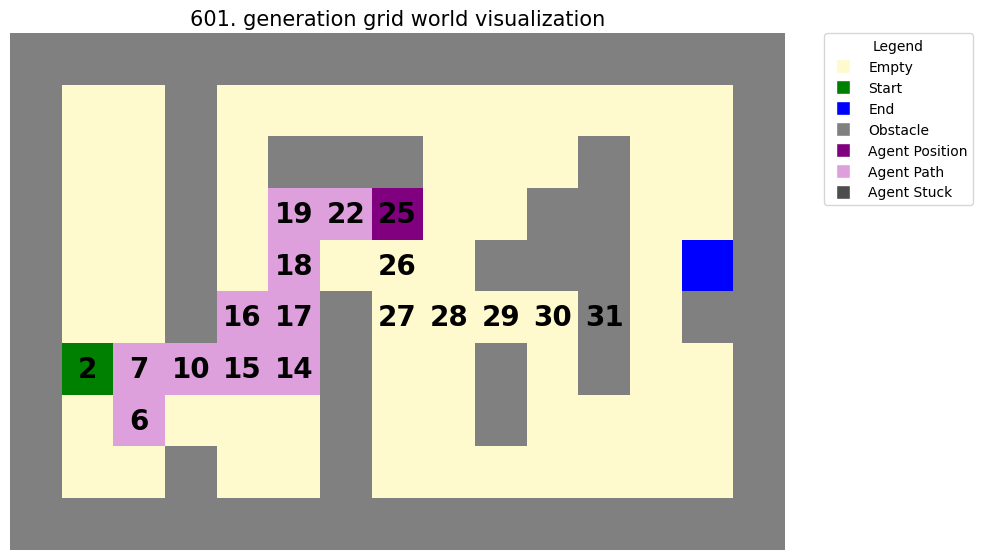 601. generation grid world visualization
Legend
Empty
Start
End
Obstacle
Agent Position
Agent Path
Agent Stuck
19 22 25
18 26
16 17 27 28 29 30 31
2 7 10 15 14
6